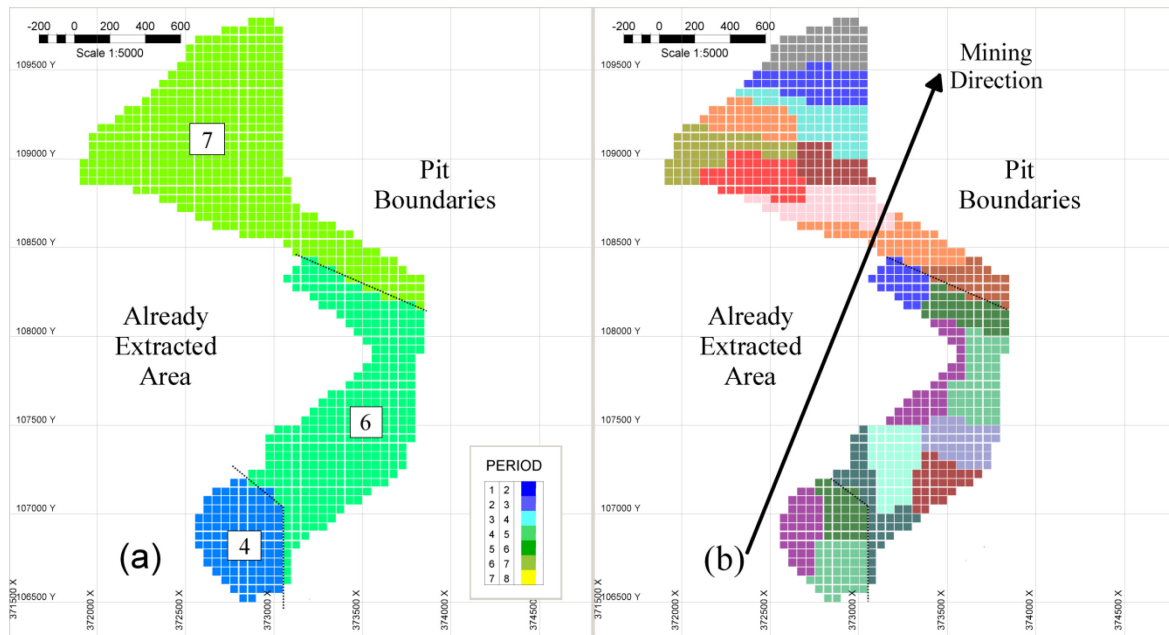 -200 0 200 400 600
Scale 1:5000
109500 Y
109000 Y
108500 Y
108000 Y
107500 Y
107000 Y
106500 Y
371500 X
372000 X
372500 X
373000 X
373500 X
374000 X
374500 X
7
Pit
Boundaries
Already
Extracted
Area
6
4
(a)
PERIOD
1 2
2 3
3 4
4 5
5 6
6 7
7 8
-200 0 200 400 600
Scale 1:5000
109500 Y
109000 Y
108500 Y
108000 Y
107500 Y
107000 Y
106500 Y
371500 X
372000 X
372500 X
373000 X
373500 X
374000 X
374500 X
Mining
Direction
Pit
Boundaries
Already
Extracted
Area
(b)